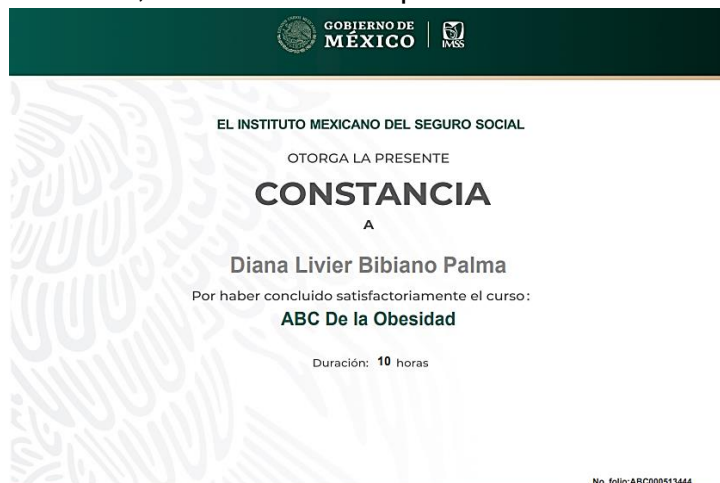 GOBIERNO DE
MÉXICO
IMSS
EL INSTITUTO MEXICANO DEL SEGURO SOCIAL
OTORGA LA PRESENTE
CONSTANCIA
A
Diana Livier Bibiano Palma
Por haber concluido satisfactoriamente el curso:
ABC De la Obesidad
Duración: 10 horas
No. folio:ABC000513444